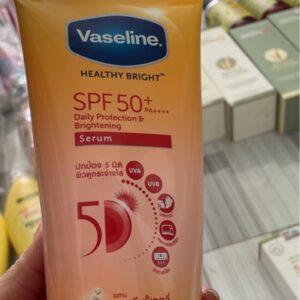 Vaseline.
HEALTHY BRIGHT™
SPF 50+
PA++++
Daily Protection &
Brightening
Serum
ปกป้อง 5 มิติ
ผิวดูกระจ่างใส
UVA
UVB
5D